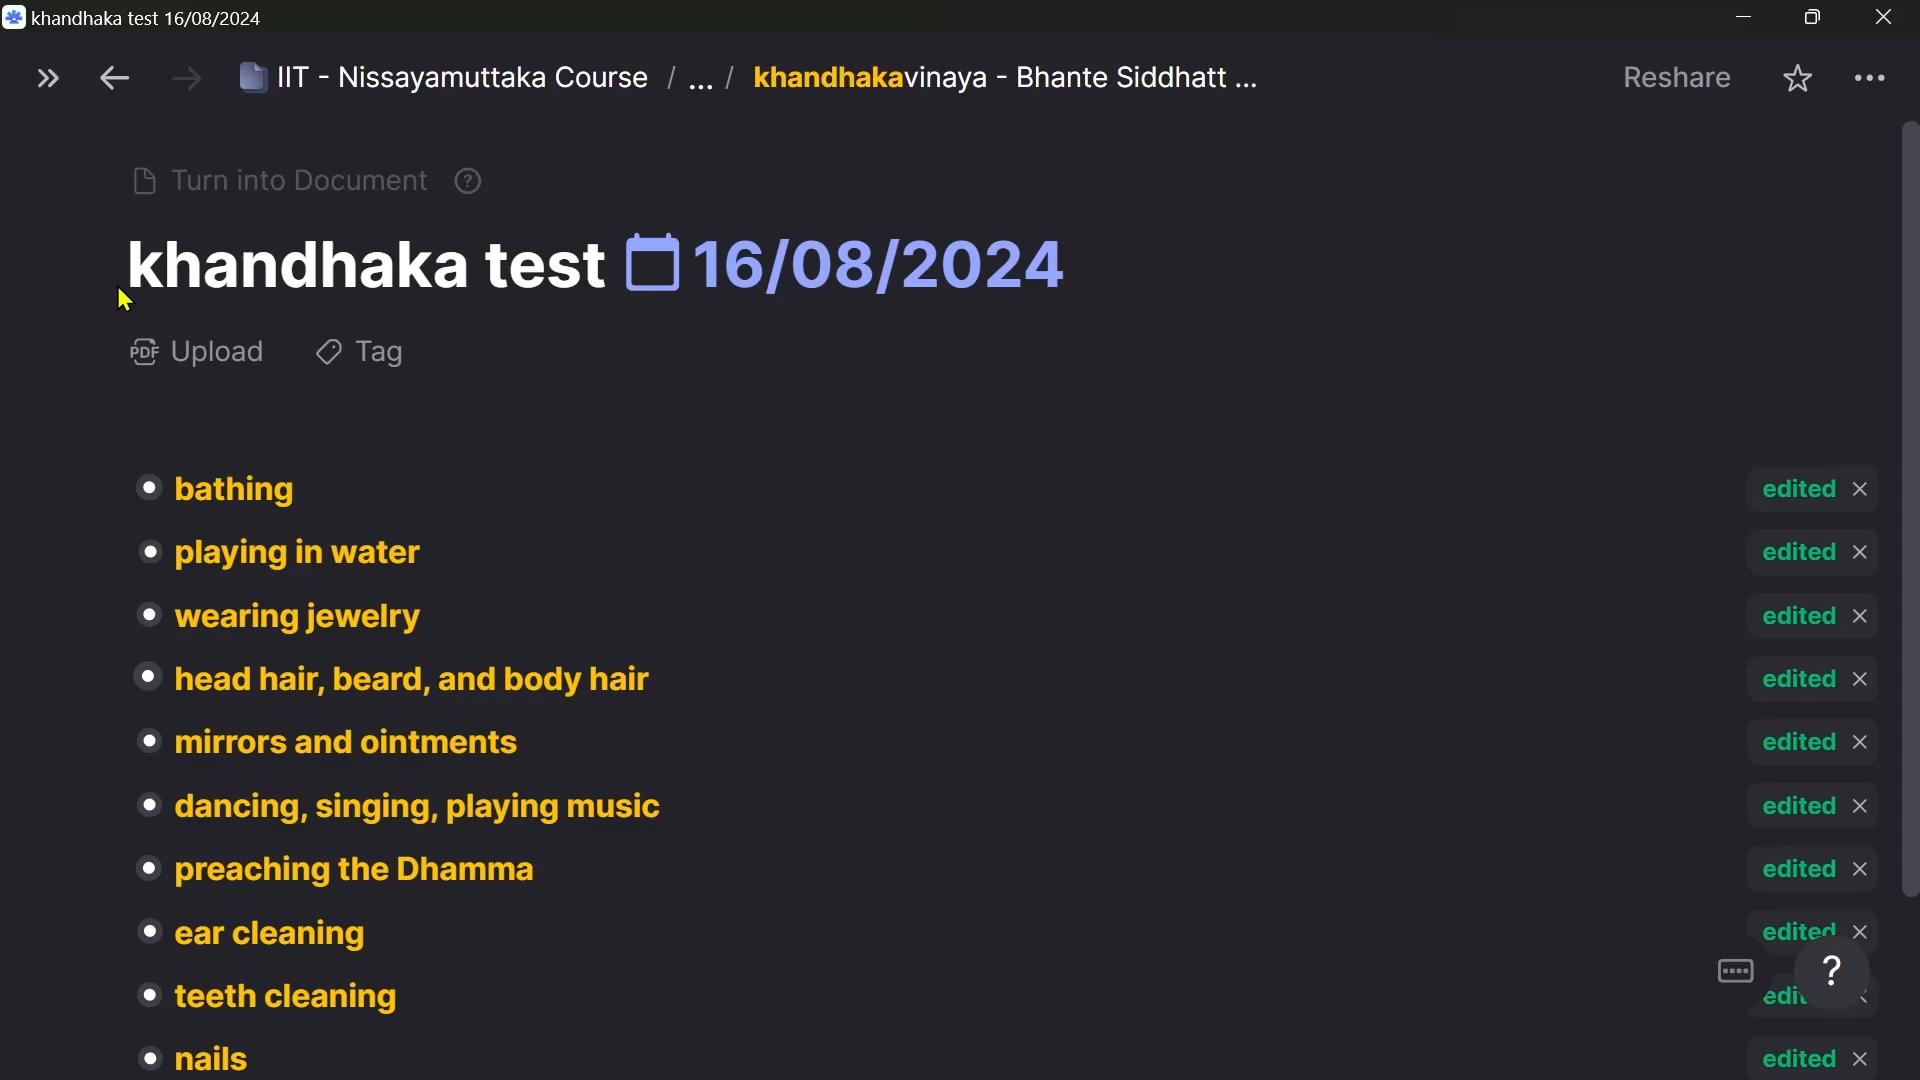 khandhaka test 16/08/2024
IIT - Nissayamuttaka Course / ... / khandhakavinaya - Bhante Siddhatt ...
Reshare
Turn into Document ?
khandhaka test 16/08/2024
PDF Upload Tag
bathing edited
playing in water edited
wearing jewelry edited
head hair, beard, and body hair edited
mirrors and ointments edited
dancing, singing, playing music edited
preaching the Dhamma edited
ear cleaning edited
?
teeth cleaning
nails edited